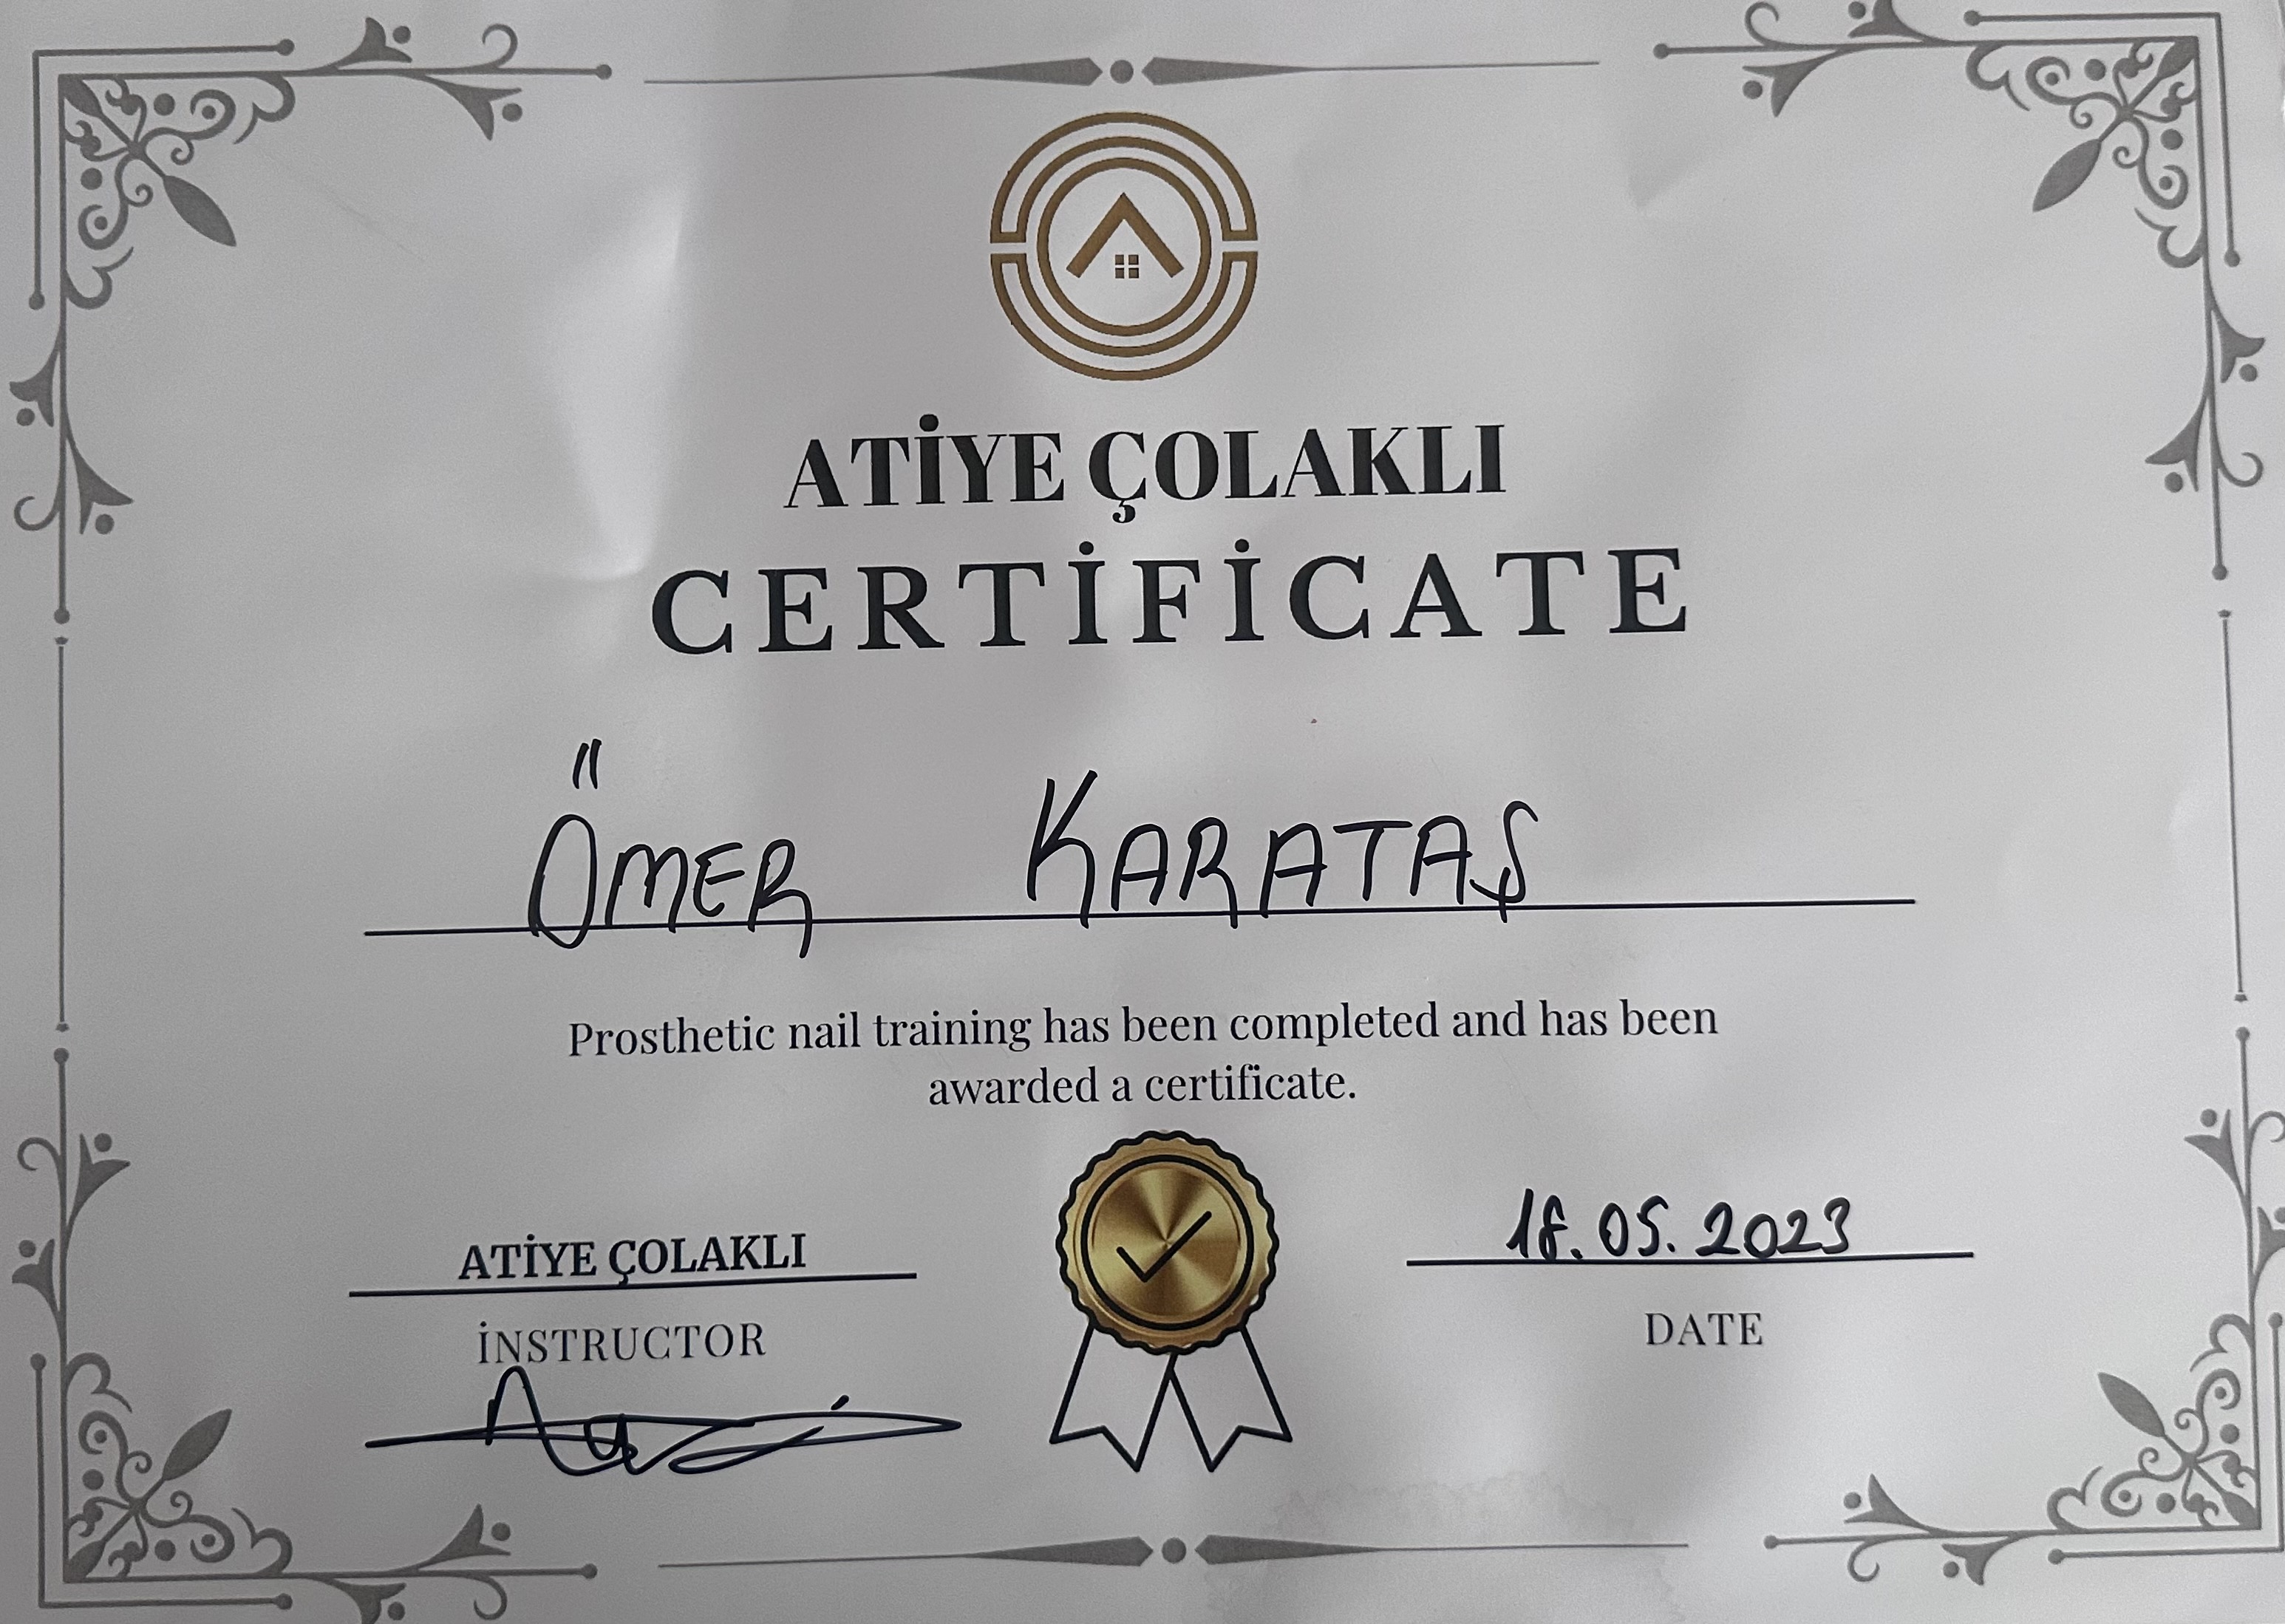 ATİYE ÇOLAKLI
CERTİFİCATE
ÖMER KARATAŞ
Prosthetic nail training has been completed and has been
awarded a certificate.
ATİYE ÇOLAKLI
İNSTRUCTOR
18.05.2023
DATE